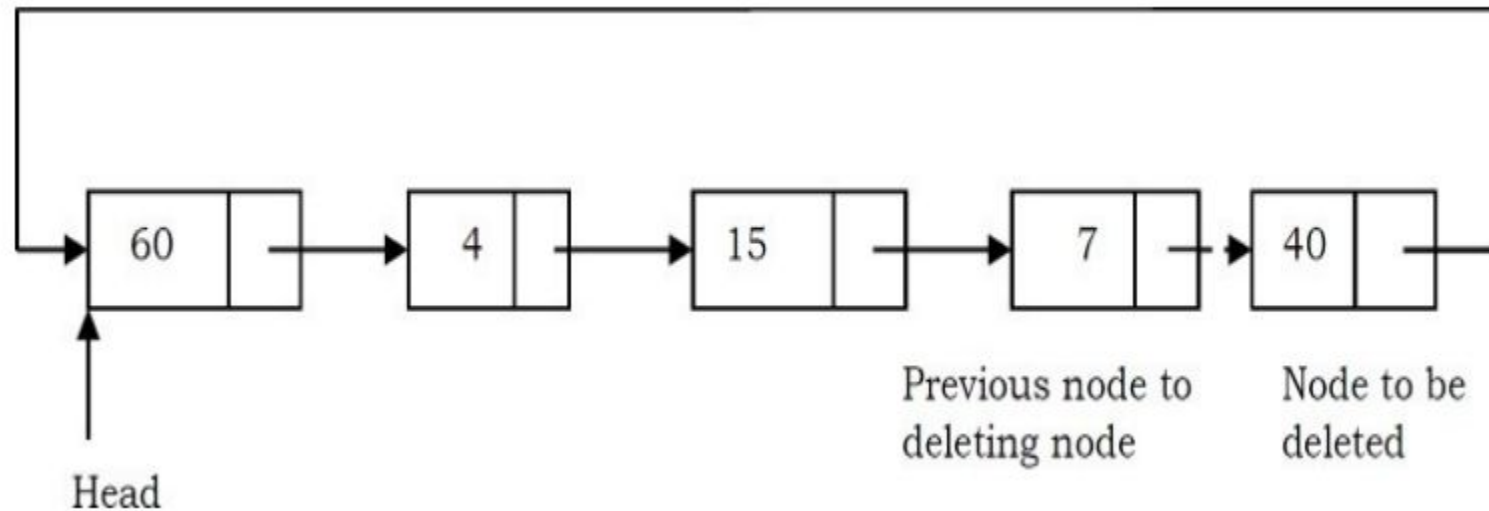 60 4 15 7 40
Previous node to
deleting node
Node to be
deleted
Head